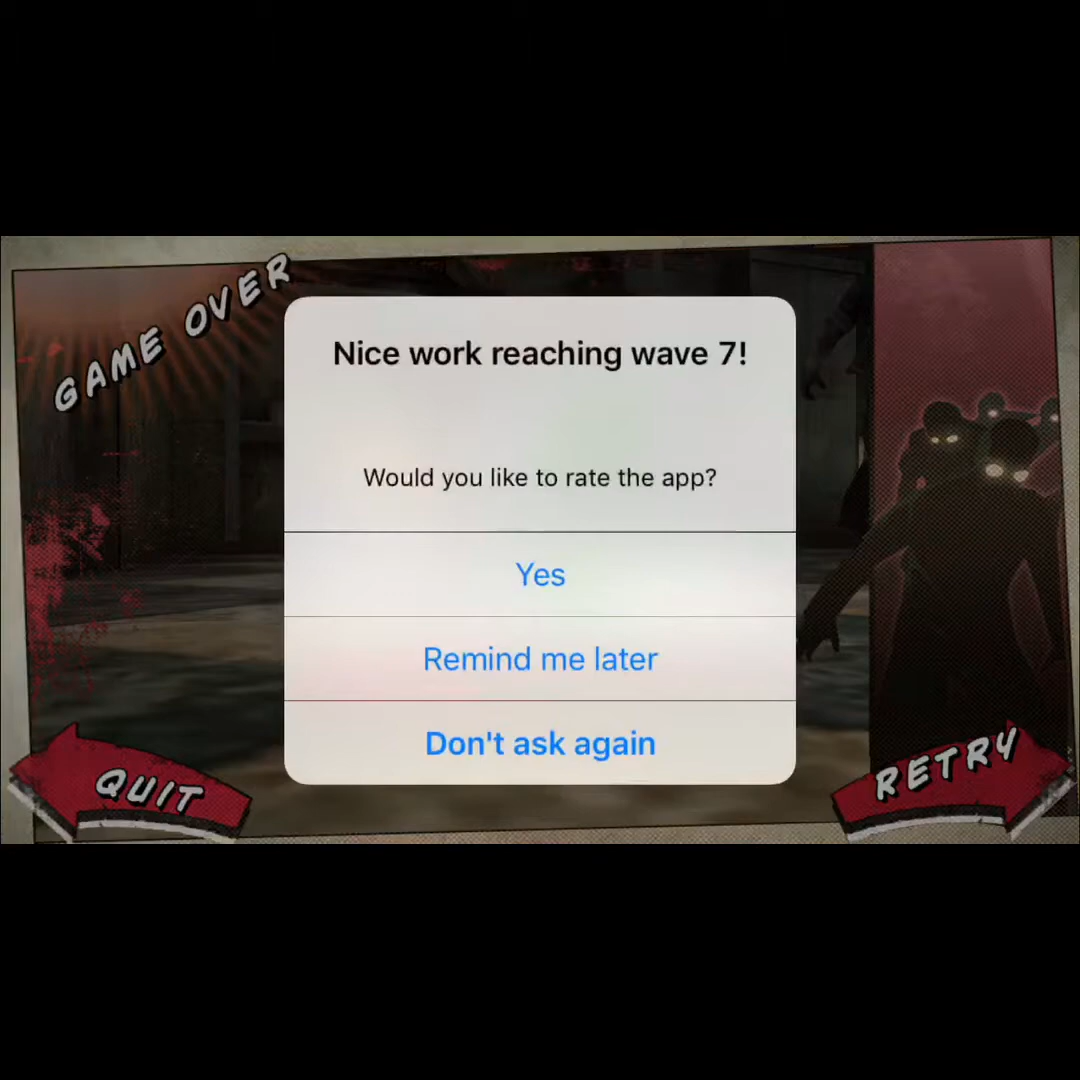 GAME OVER
Nice work reaching wave 7!
Would you like to rate the app?
Yes
Remind me later
Don't ask again
QUIT
RETRY